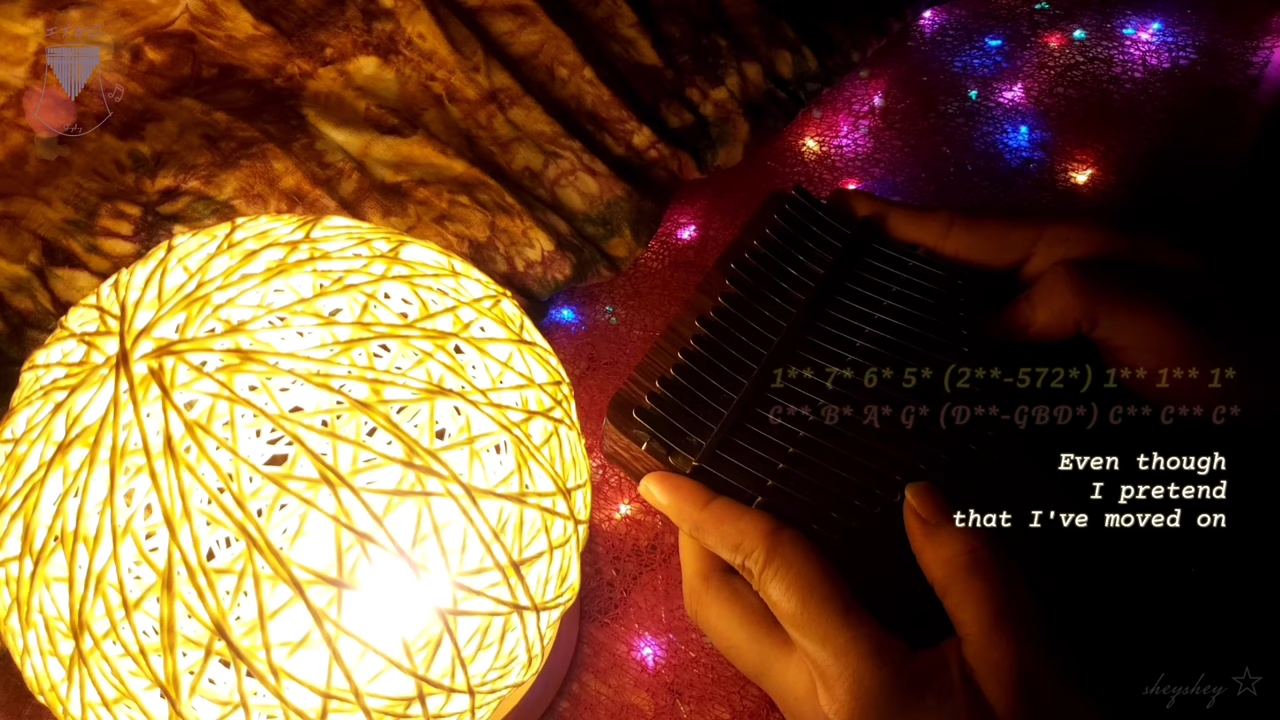 1** 7* 6* 5* (2**-572*) 1** 1** 1*
C** B* A* G* (D**-GBD*) C** C** C*
Even though
I pretend
that I've moved on
sheyshey